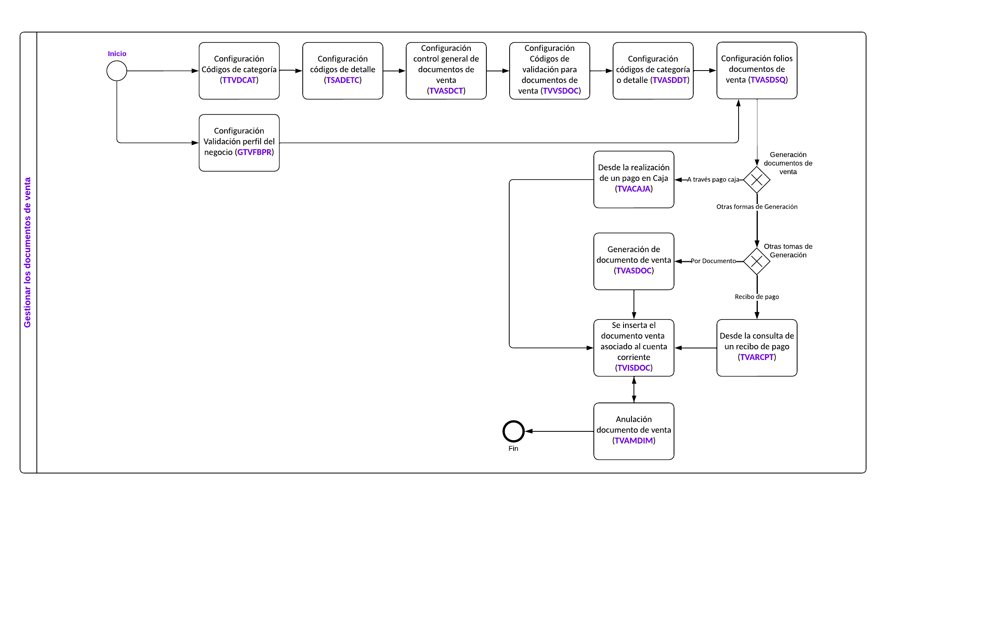 Gestionar los documentos de venta
Inicio
Configuración
Códigos de categoría
(TTVDCAT)
Configuración
códigos de detalle
(TSADETC)
Configuración
control general de
documentos de
venta
(TVASDCT)
Configuración
Códigos de
validación para
documentos de
venta (TVVSDOC)
Configuración
códigos de categoría
o detalle (TVASDDT)
Configuración folios
documentos de
venta (TVASDSQ)
Configuración
Validación perfil del
negocio (GTVFBPR)
Generación
documentos de
venta
A través pago caja
Desde la realización
de un pago en Caja
(TVACAJA)
Otras formas de Generación
Otras tomas de
Generación
Por Documento
Generación de
documento de venta
(TVASDOC)
Recibo de pago
Desde la consulta de
un recibo de pago
(TVARCPT)
Se inserta el
documento venta
asociado al cuenta
corriente
(TVISDOC)
Anulación
documento de venta
(TVAMDIM)
Fin